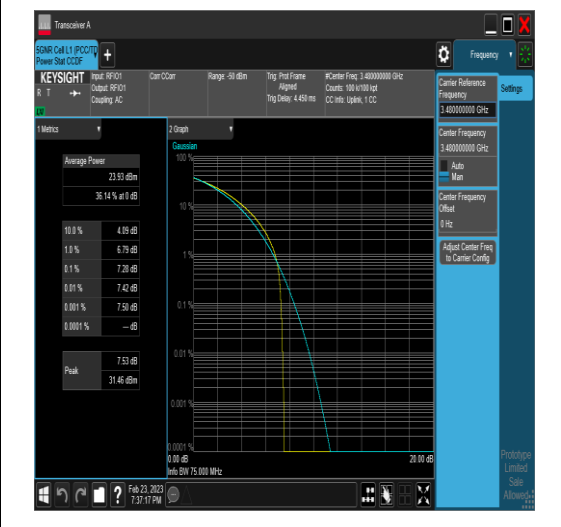 Transceiver A
5GNR Cell L1 (PCC/TD
Power Stat CCDF
Frequency
KEYSIGHT
R T
LXI
Input: RFIO1
Output: RFIO1
Coupling: AC
Corr CCorr
Range: -50 dBm
Trig: Prot Frame
Aligned
Trig Delay: 4.450 ms
#Center Freq: 3.480000000 GHz
Counts: 100 k/100 kpt
CC Info: Uplink, 1 CC
Carrier Reference
Frequency
3.480000000 GHz
Settings
Center Frequency
3.480000000 GHz
Auto
Man
Center Frequency
Offset
0 Hz
Adjust Center Freq
to Carrier Config
1 Metrics
Average Power
23.93 dBm
36.14 % at 0 dB
10.0 % 4.09 dB
1.0 % 6.79 dB
0.1 % 7.28 dB
0.01 % 7.42 dB
0.001 % 7.50 dB
0.0001 % --- dB
Peak
7.53 dB
31.46 dBm
2 Graph
Gaussian
100 %
10 %
1 %
0.1 %
0.01 %
0.001 %
0.0001 %
0.00 dB
20.00 dB
Info BW 75.000 MHz
Feb 23, 2023
7:37:17 PM
Prototype
Limited
Sale
Allowed